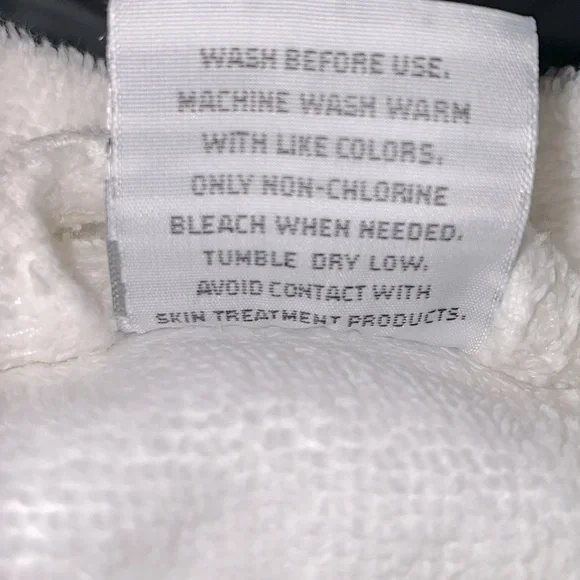 WASH BEFORE USE.
MACHINE WASH WARM
WITH LIKE COLORS.
ONLY NON-CHLORINE
BLEACH WHEN NEEDED.
TUMBLE DRY LOW.
AVOID CONTACT WITH
SKIN TREATMENT PRODUCTS.